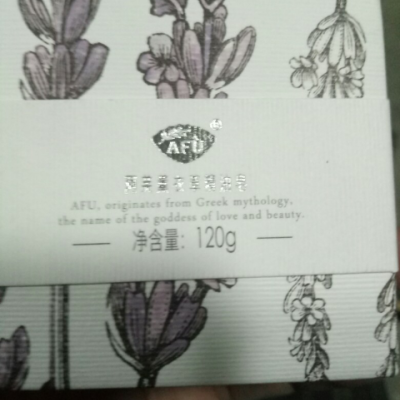 AFU
AFU, originates from Greek mythology,
the name of the goddess of love and beauty.
净含量: 120g